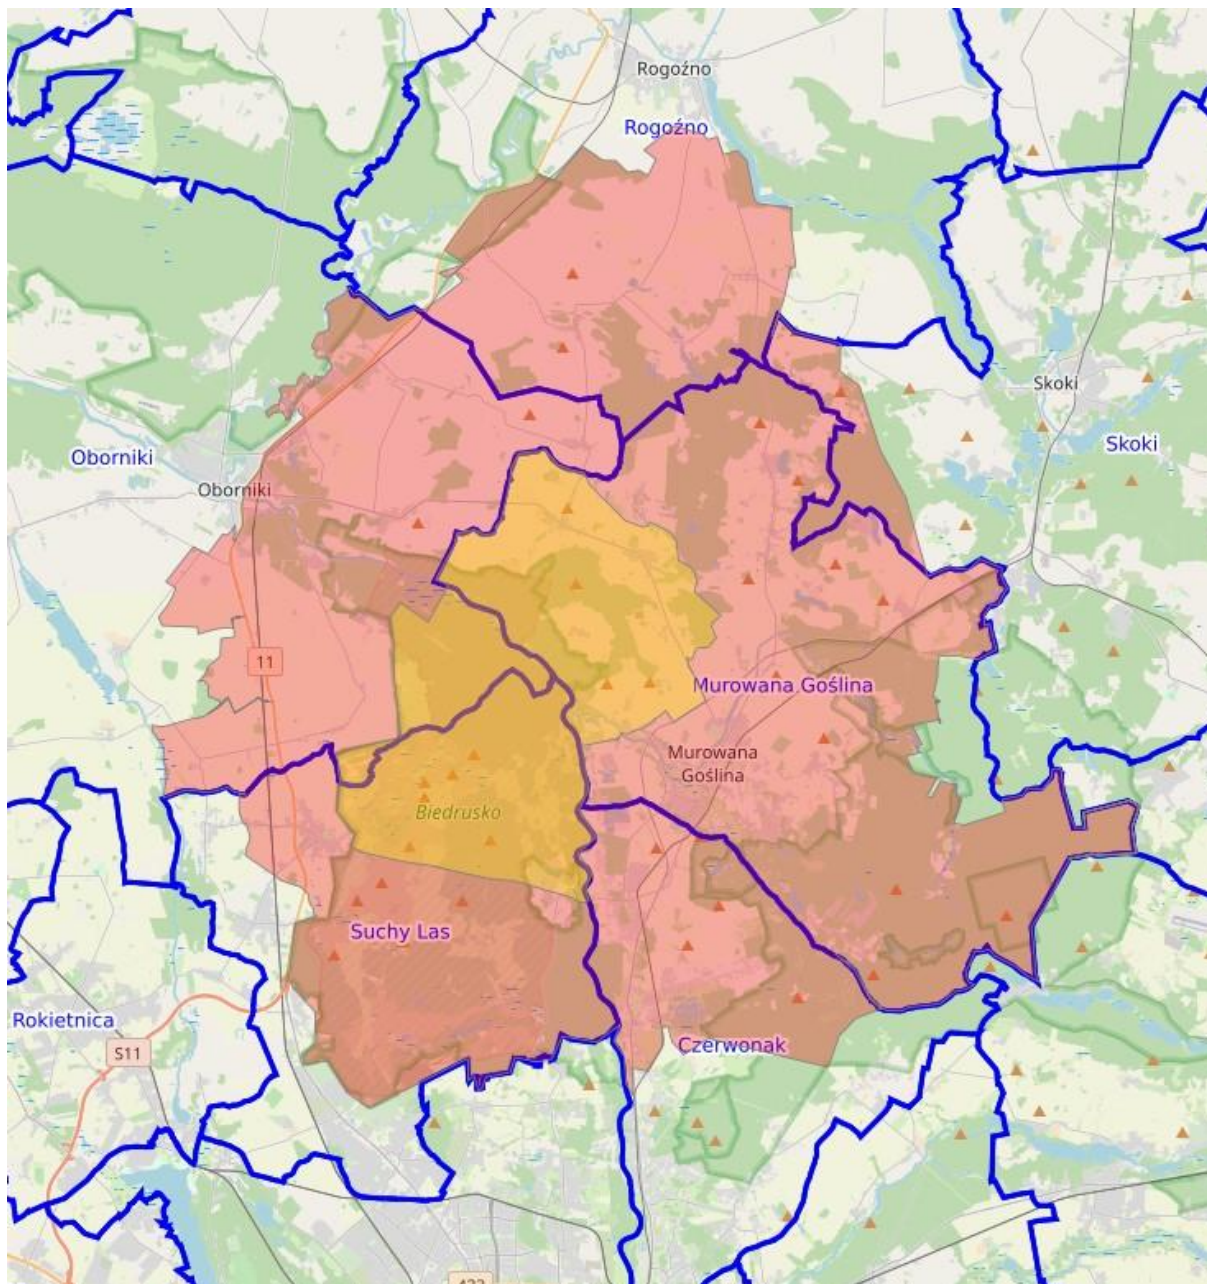 Rogoźno
Rogoźno
Skoki
Oborniki
Skoki
Oborniki
11
Murowana Goślina
Murowana
Goślina
Biedrusko
Suchy Las
Rokietnica
S11
Czerwonak